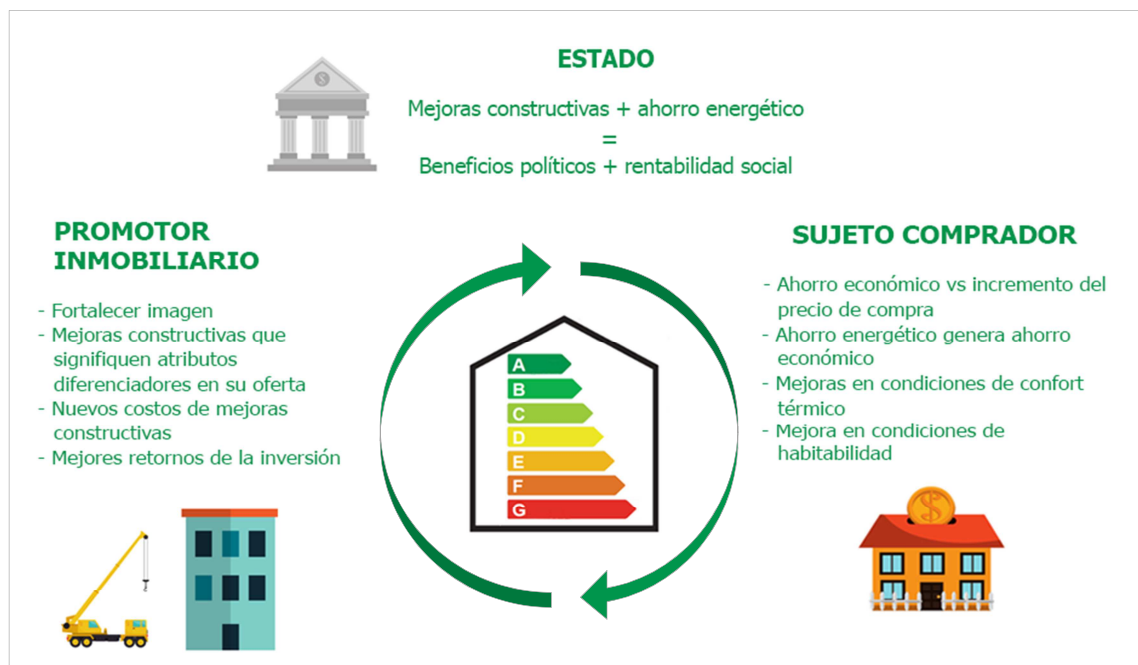 ESTADO
Mejoras constructivas + ahorro energético
=
Beneficios políticos + rentabilidad social
PROMOTOR
INMOBILIARIO
- Fortalecer imagen
- Mejoras constructivas que
signifiquen atributos
diferenciadores en su oferta
- Nuevos costos de mejoras
constructivas
- Mejores retornos de la inversión
A
B
C
D
E
F
G
SUJETO COMPRADOR
- Ahorro económico vs incremento del
precio de compra
- Ahorro energético genera ahorro
económico
- Mejoras en condiciones de confort
térmico
- Mejora en condiciones de
habitabilidad
$
$